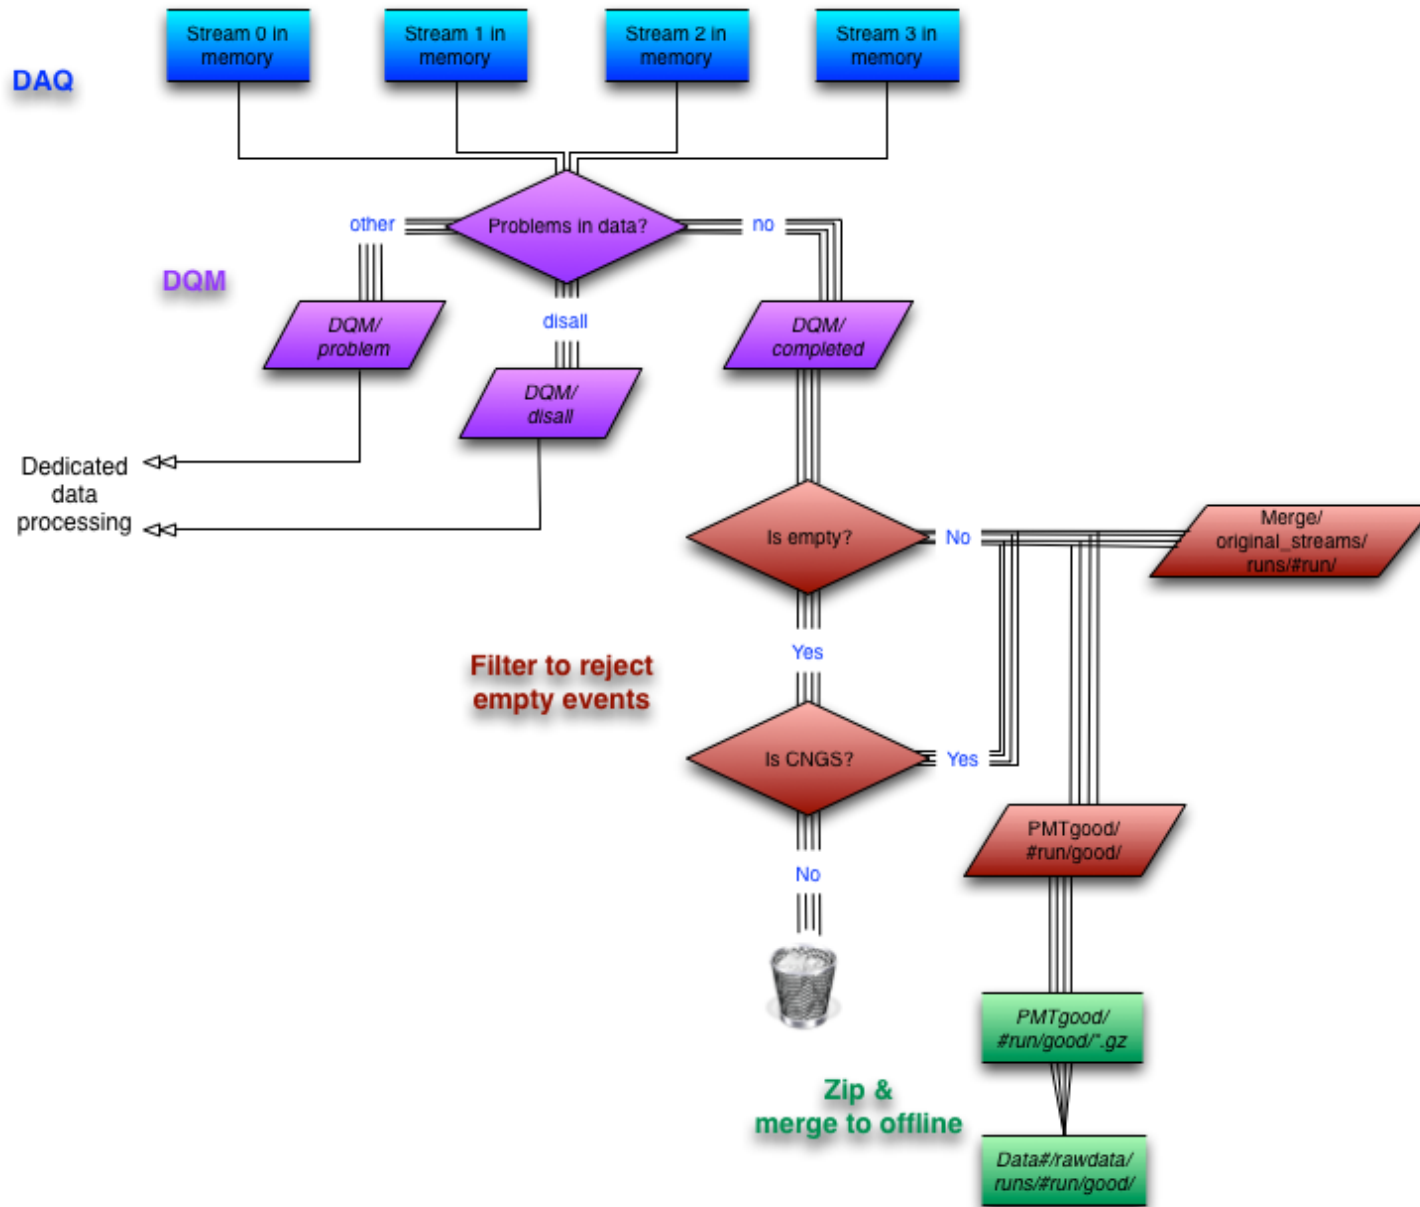 Stream 0 in
memory
Stream 1 in
memory
Stream 2 in
memory
Stream 3 in
memory
DAQ
Problems in data?
other
no
DQM
DQM/
problem
disall
DQM/
completed
DQM/
disall
Dedicated
data
processing
Is empty?
No
Merge/
original_streams/
runs/#run/
Yes
Filter to reject
empty events
Is CNGS?
Yes
PMTgood/
#run/good/
No
PMTgood/
#run/good/*.gz
Zip &
merge to offline
Data#/rawdata/
runs/#run/good/